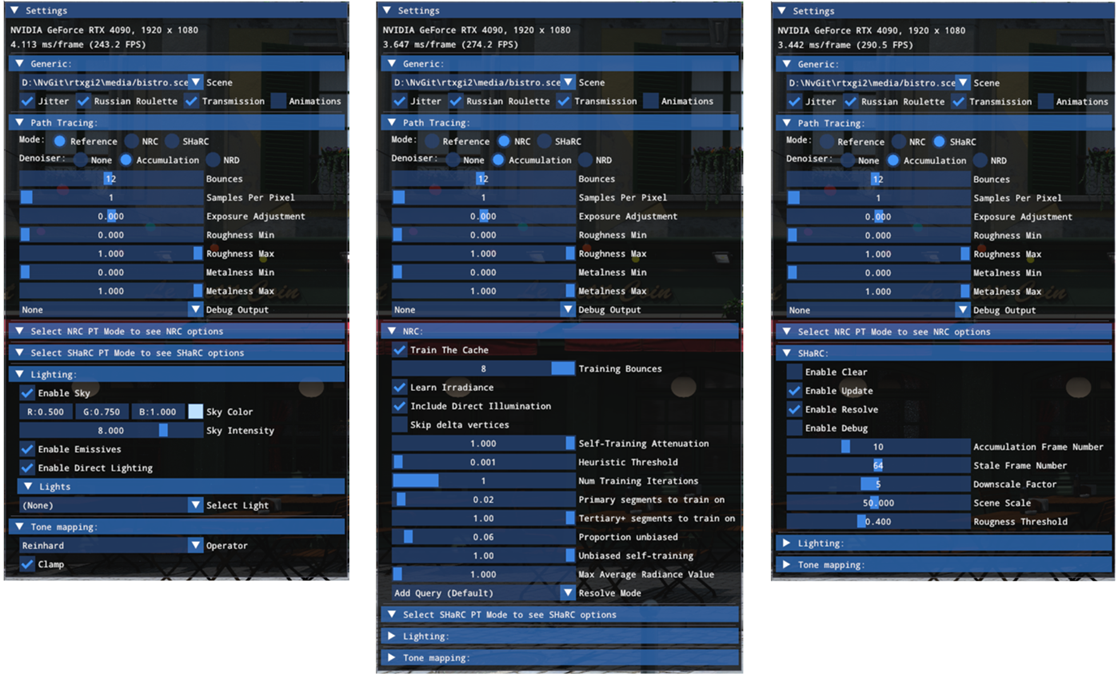 Settings
NVIDIA GeForce RTX 4090, 1920 x 1080
4.113 ms/frame (243.2 FPS)
Generic:
D:\NvGit\rtxgi2\media/bistro.sce Scene
Jitter Russian Roulette Transmission Animations
Path Tracing:
Mode: Reference NRC SHaRC
Denoiser: None Accumulation NRD
12 Bounces
1 Samples Per Pixel
0.000 Exposure Adjustment
0.000 Roughness Min
1.000 Roughness Max
0.000 Metalness Min
1.000 Metalness Max
None Debug Output
Select NRC PT Mode to see NRC options
Select SHaRC PT Mode to see SHaRC options
Lighting:
Enable Sky
R:0.500 G:0.750 B:1.000 Sky Color
8.000 Sky Intensity
Enable Emissives
Enable Direct Lighting
Lights
(None) Select Light
Tone mapping:
Reinhard Operator
Clamp
Settings
NVIDIA GeForce RTX 4090, 1920 x 1080
3.647 ms/frame (274.2 FPS)
Generic:
D:\NvGit\rtxgi2\media/bistro.sce Scene
Jitter Russian Roulette Transmission Animations
Path Tracing:
Mode: Reference NRC SHaRC
Denoiser: None Accumulation NRD
12 Bounces
1 Samples Per Pixel
0.000 Exposure Adjustment
0.000 Roughness Min
1.000 Roughness Max
0.000 Metalness Min
1.000 Metalness Max
None Debug Output
NRC:
Train The Cache
8 Training Bounces
Learn Irradiance
Include Direct Illumination
Skip delta vertices
1.000 Self-Training Attenuation
0.001 Heuristic Threshold
1 Num Training Iterations
0.02 Primary segments to train on
1.00 Tertiary+ segments to train on
0.06 Proportion unbiased
1.00 Unbiased self-training
1.000 Max Average Radiance Value
Add Query (Default) Resolve Mode
Select SHaRC PT Mode to see SHaRC options
Lighting:
Tone mapping:
Settings
NVIDIA GeForce RTX 4090, 1920 x 1080
3.442 ms/frame (290.5 FPS)
Generic:
D:\NvGit\rtxgi2\media/bistro.sce Scene
Jitter Russian Roulette Transmission Animations
Path Tracing:
Mode: Reference NRC SHaRC
Denoiser: None Accumulation NRD
12 Bounces
1 Samples Per Pixel
0.000 Exposure Adjustment
0.000 Roughness Min
1.000 Roughness Max
0.000 Metalness Min
1.000 Metalness Max
None Debug Output
Select NRC PT Mode to see NRC options
SHaRC:
Enable Clear
Enable Update
Enable Resolve
Enable Debug
10 Accumulation Frame Number
64 Stale Frame Number
5 Downscale Factor
50.000 Scene Scale
0.400 Rougness Threshold
Lighting:
Tone mapping: